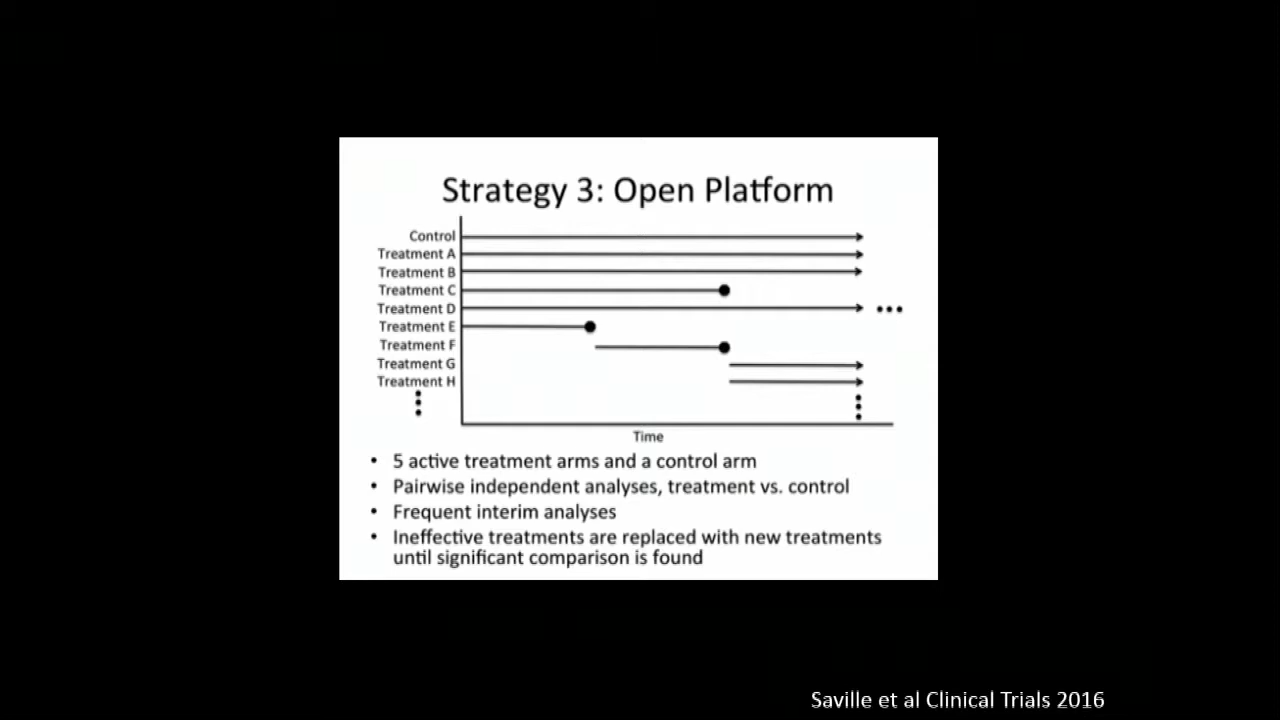 Strategy 3: Open Platform
Control
Treatment A
Treatment B
Treatment C
Treatment D
Treatment E
Treatment F
Treatment G
Treatment H
Time
• 5 active treatment arms and a control arm
• Pairwise independent analyses, treatment vs. control
• Frequent interim analyses
• Ineffective treatments are replaced with new treatments
until significant comparison is found
Saville et al Clinical Trials 2016